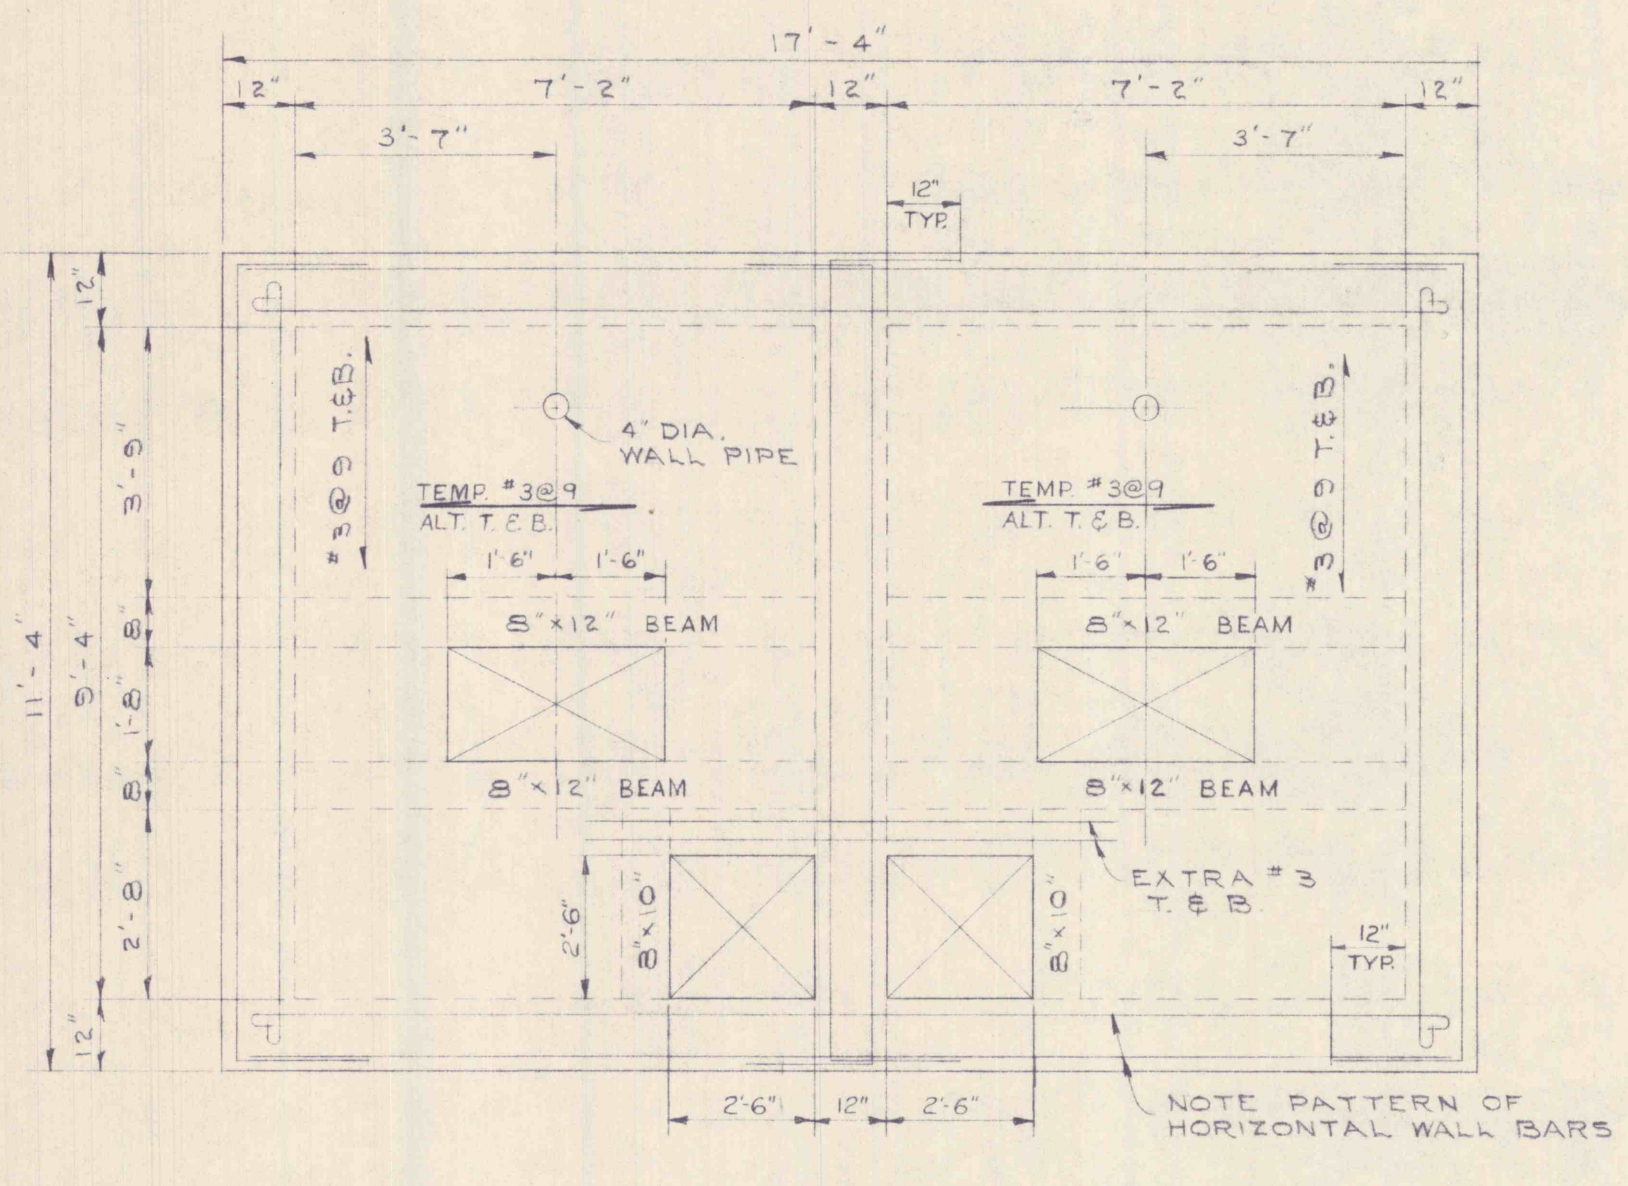 17'-4"
12" 7'-2" 12" 7'-2" 12"
3'-7" 3'-7"
12"
TYP.
12"
11'-4"
9'-4"
3'-9"
8"
1'-8"
8"
2'-8"
12"
#3@9 T.&B.
4" DIA.
WALL PIPE
TEMP. #3@9
ALT. T. & B.
1'-6" 1'-6"
8"x12" BEAM
8"x12" BEAM
#3@9 T.&B.
TEMP. #3@9
ALT. T. & B.
1'-6" 1'-6"
8"x12" BEAM
8"x12" BEAM
2'-6"
8"x10"
8"x10"
EXTRA #3
T. & B.
12"
TYP.
2'-6" 12" 2'-6"
NOTE PATTERN OF
HORIZONTAL WALL BARS